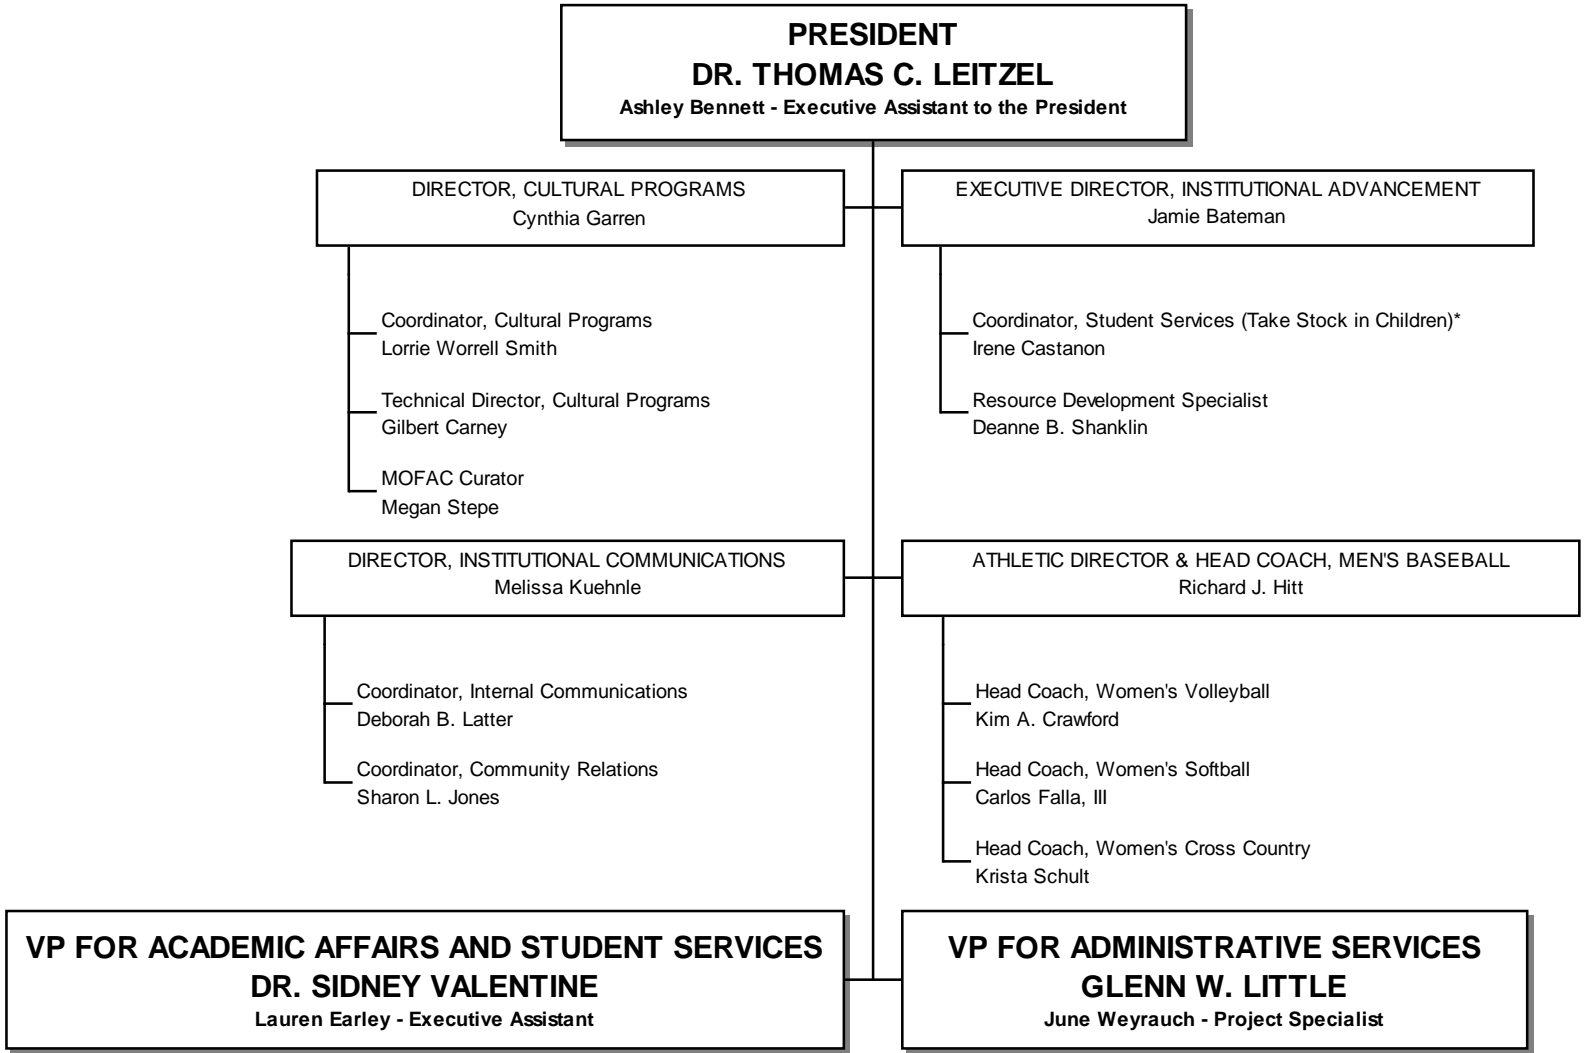 PRESIDENT
DR. THOMAS C. LEITZEL
Ashley Bennett - Executive Assistant to the President
DIRECTOR, CULTURAL PROGRAMS
Cynthia Garren
Coordinator, Cultural Programs
Lorrie Worrell Smith
Technical Director, Cultural Programs
Gilbert Carney
MOFAC Curator
Megan Stepe
EXECUTIVE DIRECTOR, INSTITUTIONAL ADVANCEMENT
Jamie Bateman
Coordinator, Student Services (Take Stock in Children)*
Irene Castanon
Resource Development Specialist
Deanne B. Shanklin
DIRECTOR, INSTITUTIONAL COMMUNICATIONS
Melissa Kuehnle
Coordinator, Internal Communications
Deborah B. Latter
Coordinator, Community Relations
Sharon L. Jones
ATHLETIC DIRECTOR & HEAD COACH, MEN'S BASEBALL
Richard J. Hitt
Head Coach, Women's Volleyball
Kim A. Crawford
Head Coach, Women's Softball
Carlos Falla, III
Head Coach, Women's Cross Country
Krista Schult
VP FOR ACADEMIC AFFAIRS AND STUDENT SERVICES
DR. SIDNEY VALENTINE
Lauren Earley - Executive Assistant
VP FOR ADMINISTRATIVE SERVICES
GLENN W. LITTLE
June Weyrauch - Project Specialist